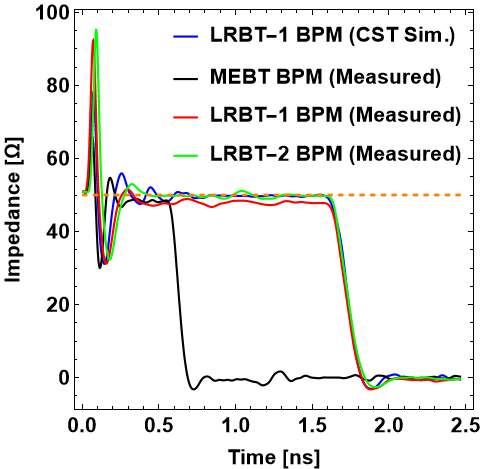 LRBT−1 BPM (CST Sim.)
MEBT BPM (Measured)
LRBT−1 BPM (Measured)
LRBT−2 BPM (Measured)
Impedance [Ω]
100
80
60
40
20
0
0.0 0.5 1.0 1.5 2.0 2.5
Time [ns]